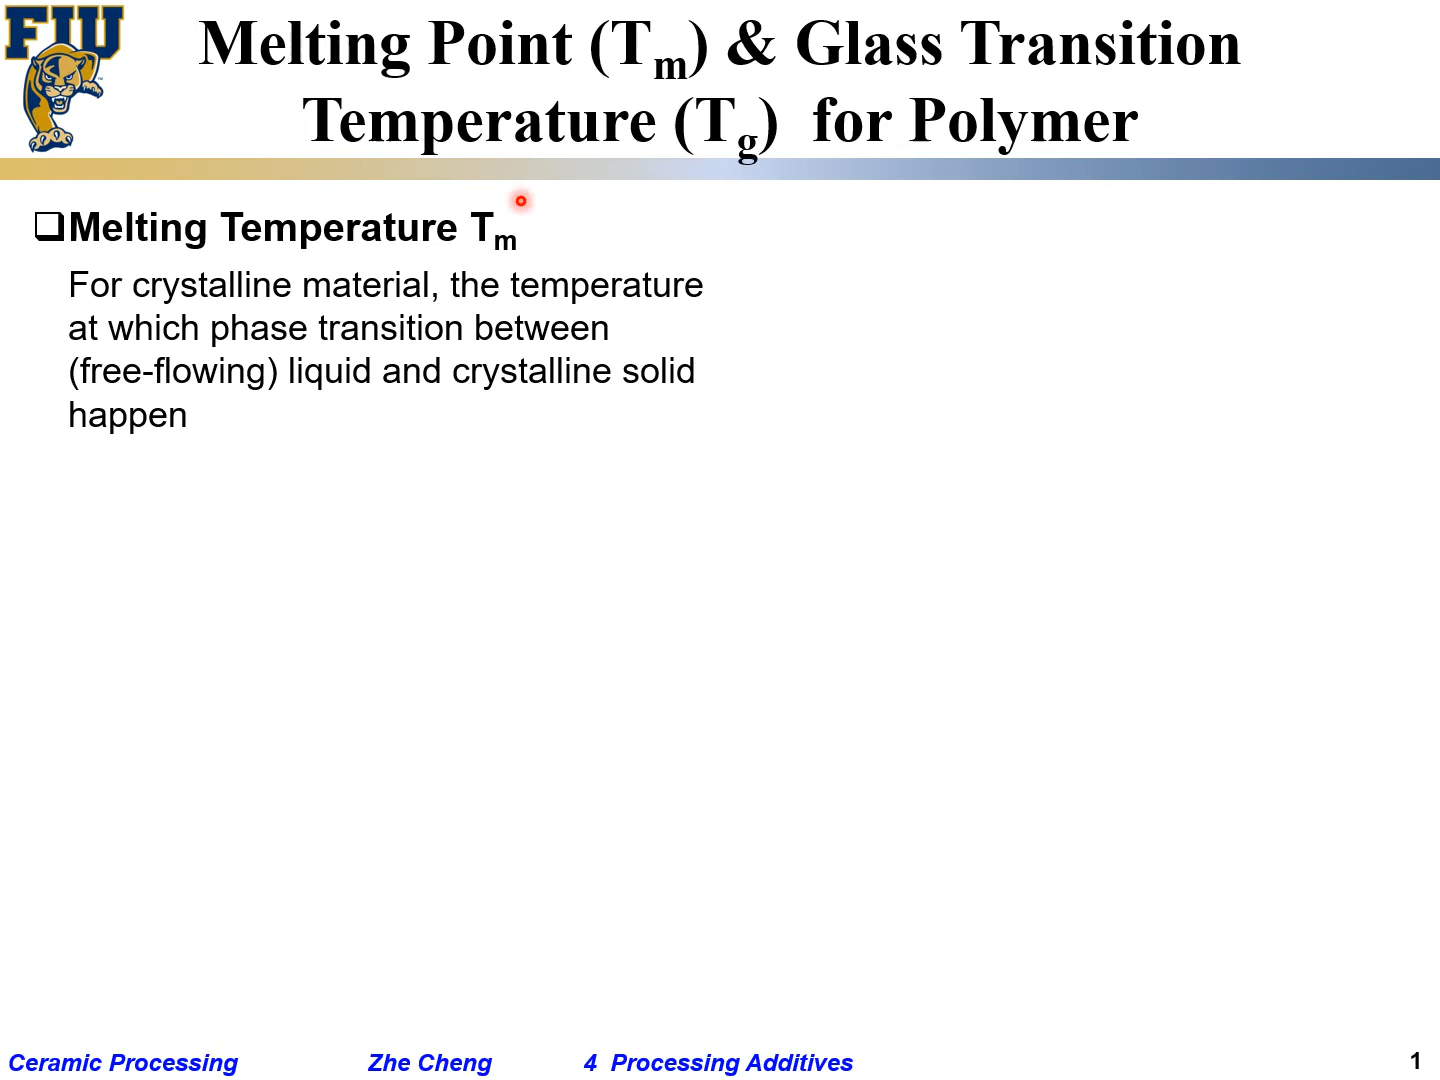 FIU
Melting Point (Tm) & Glass Transition
Temperature (Tg) for Polymer
❑Melting Temperature Tm
For crystalline material, the temperature
at which phase transition between
(free-flowing) liquid and crystalline solid
happen
Ceramic Processing Zhe Cheng 4 Processing Additives 1